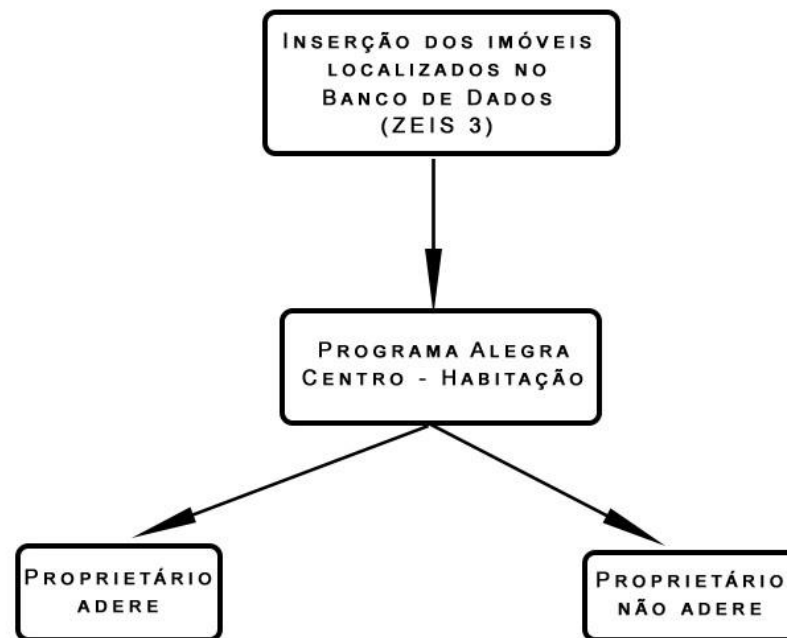 Inserção dos imóveis
localizados no
Banco de Dados
(ZEIS 3)
Programa Alegra
Centro - Habitação
Proprietário
adere
Proprietário
não adere